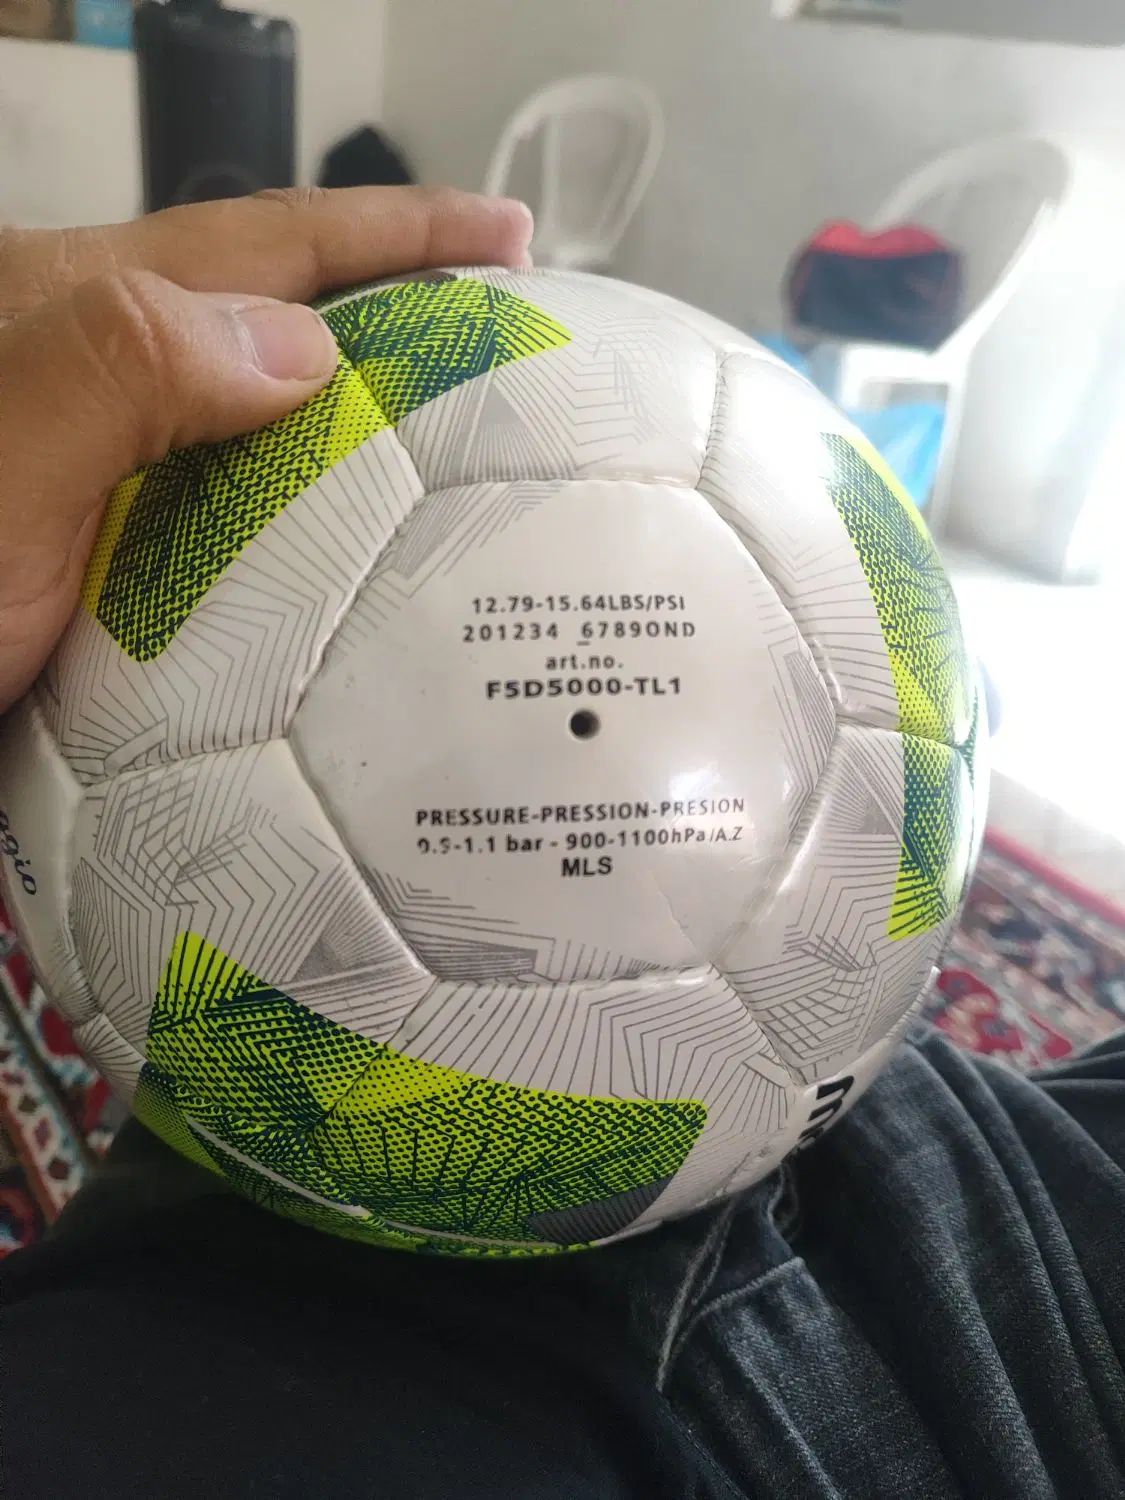 12.79-15.64LBS/PSI
201234 6789OND
art.no.
F5D5000-TL1
PRESSURE-PRESSION-PRESION
0.9-1.1 bar - 900-1100hPa/A.Z
MLS